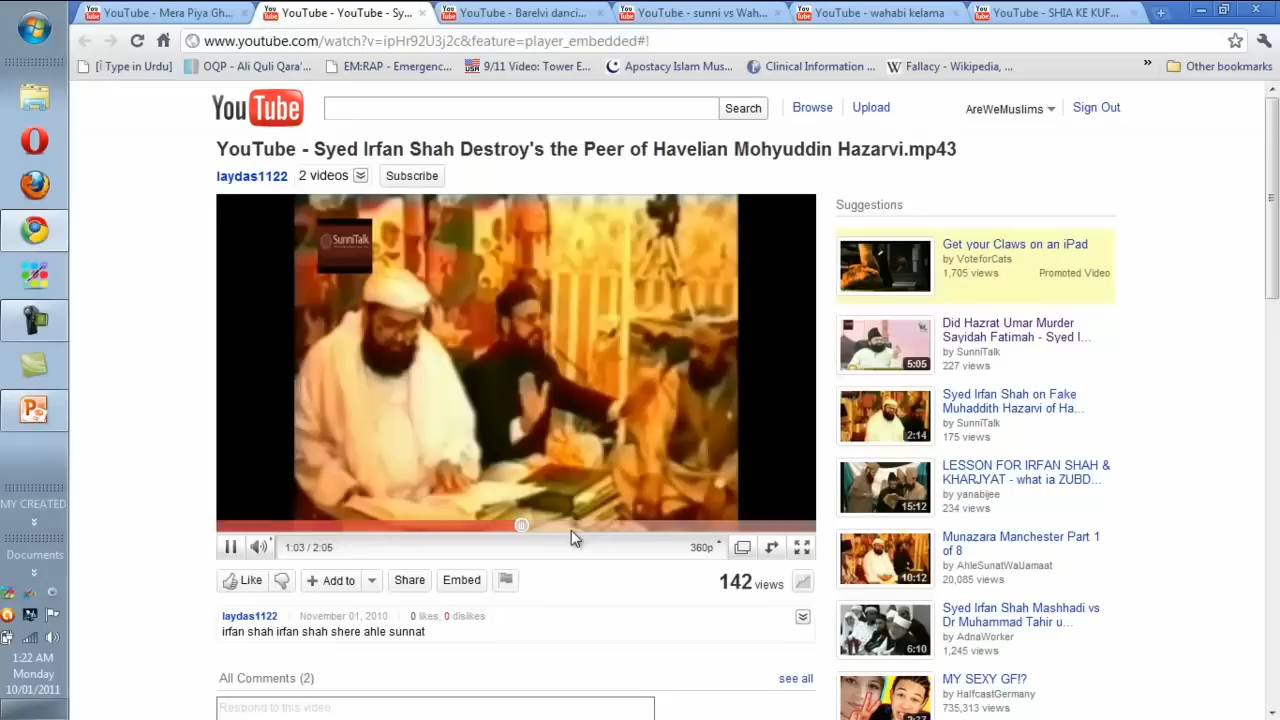 YouTube - Mera Piya Gh...
YouTube - YouTube - Sy...
YouTube - Barelvi danci...
YouTube - sunni vs Wah...
YouTube - wahabi kelama
YouTube - SHIA KE KUF...
www.youtube.com/watch?v=ipHr92U3j2c&feature=player_embedded#!
[ Type in Urdu]
OQP - Ali Quli Qara'...
EM:RAP - Emergenc...
9/11 Video: Tower E...
Apostacy Islam Mus...
Clinical Information ...
Fallacy - Wikipedia, ...
»
Other bookmarks
YouTube
Search
Browse
Upload
AreWeMuslims
Sign Out
YouTube - Syed Irfan Shah Destroy's the Peer of Havelian Mohyuddin Hazarvi.mp43
laydas1122 2 videos
Subscribe
SunniTalk
1:03 / 2:05
360p
Like
+ Add to
Share
Embed
142 views
laydas1122 November 01, 2010 0 likes, 0 dislikes
irfan shah irfan shah shere ahle sunnat
All Comments (2)
see all
Respond to this video
Suggestions
Get your Claws on an iPad
by VoteforCats
1,705 views Promoted Video
Did Hazrat Umar Murder
Sayidah Fatimah - Syed I...
by SunniTalk
227 views
5:05
Syed Irfan Shah on Fake
Muhaddith Hazarvi of Ha...
by SunniTalk
175 views
2:14
LESSON FOR IRFAN SHAH &
KHARJYAT - what ia ZUBD...
by yanabijee
234 views
15:12
Munazara Manchester Part 1
of 8
by AhleSunatWalJamaat
20,085 views
10:12
Syed Irfan Shah Mashhadi vs
Dr Muhammad Tahir u...
by AdnaWorker
1,245 views
6:10
MY SEXY GF!?
by HalfcastGermany
735,313 views
MY CREATED
Documents
1:22 AM
Monday
10/01/2011